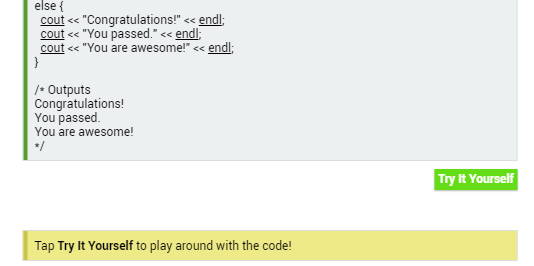 else {
cout << "Congratulations!" << endl;
cout << "You passed." << endl;
cout << "You are awesome!" << endl;
}
/* Outputs
Congratulations!
You passed.
You are awesome!
*/
Try It Yourself
Tap Try It Yourself to play around with the code!